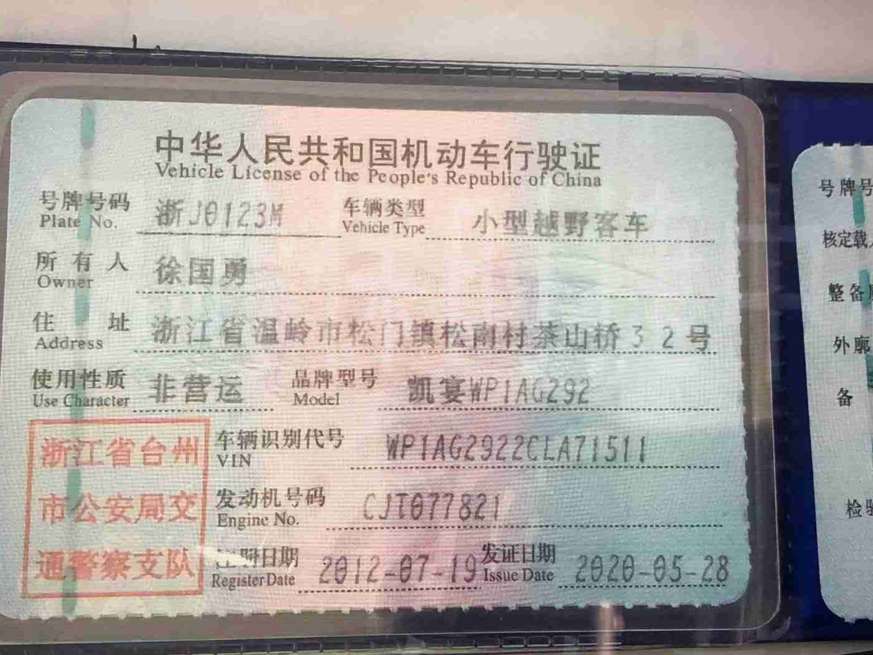 中华人民共和国机动车行驶证
Vehicle License of the People's Republic of China
号牌号码 浙J0123M 车辆类型 小型越野客车
Plate No. Vehicle Type
所有人 徐国勇
Owner
住址 浙江省温岭市松门镇松南村茶山桥32号
Address
使用性质 非营运 品牌型号 凯宴WP1AG292
Use Character Model
浙江省台州
市公安局交
通警察支队
车辆识别代号 WP1AG2922CLA71511
VIN
发动机号码 CJT077821
Engine No.
注册日期 2012-07-19 发证日期 2020-05-28
Register Date Issue Date
号牌号
核定载
整备
外廓
备
检验